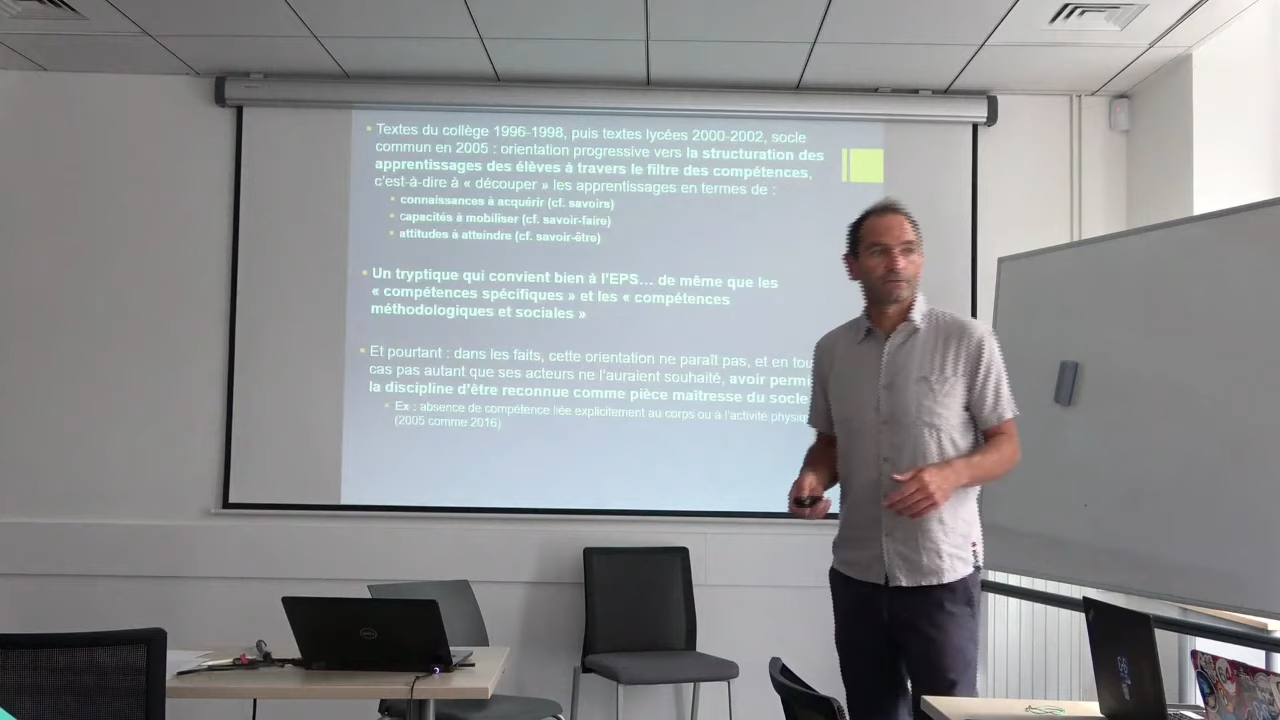 Textes du collège 1996-1998, puis textes lycées 2000-2002, socle
commun en 2005 : orientation progressive vers la structuration des
apprentissages des élèves à travers le filtre des compétences,
c'est-à-dire à « découper » les apprentissages en termes de :
connaissances à acquérir (cf. savoirs)
capacités à mobiliser (cf. savoir-faire)
attitudes à atteindre (cf. savoir-être)
Un tryptique qui convient bien à l'EPS… de même que les
« compétences spécifiques » et les « compétences
méthodologiques et sociales »
Et pourtant : dans les faits, cette orientation ne paraît pas, et en tou
cas pas autant que ses acteurs ne l'auraient souhaité, avoir permi
la discipline d'être reconnue comme pièce maîtresse du socle
Ex : absence de compétence liée explicitement au corps ou à l'activité physiq
(2005 comme 2016)
DELL